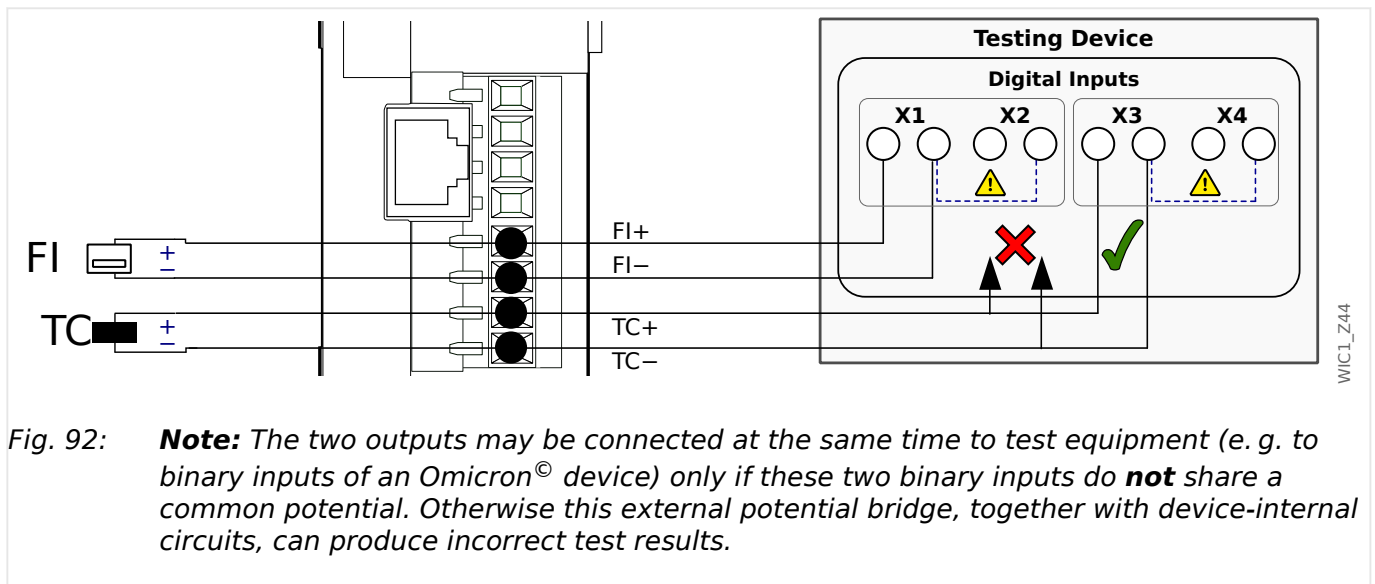 Testing Device
Digital Inputs
X1 X2 X3 X4
FI + −
FI+
FI−
TC + −
TC+
TC−
WIC1_Z44
Fig. 92: Note: The two outputs may be connected at the same time to test equipment (e. g. to
binary inputs of an Omicron© device) only if these two binary inputs do not share a
common potential. Otherwise this external potential bridge, together with device-internal
circuits, can produce incorrect test results.